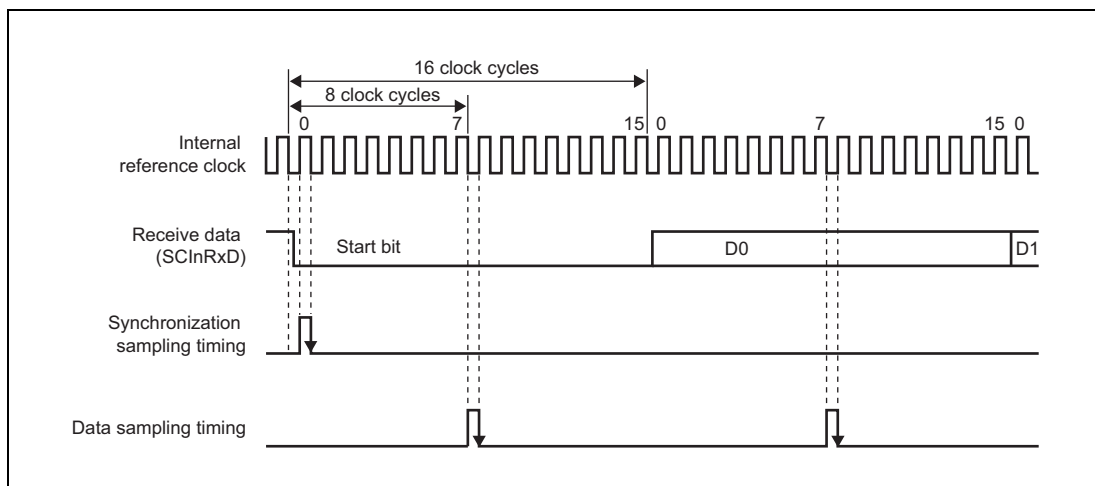 16 clock cycles
8 clock cycles
0 7 15 0 7 15 0
Internal
reference clock
Receive data
(SCInRxD)
Start bit D0 D1
Synchronization
sampling timing
Data sampling timing